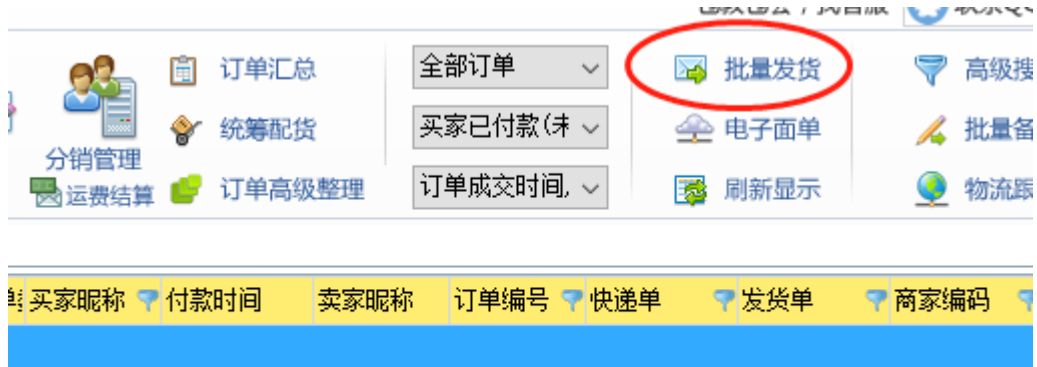 订单汇总
全部订单
批量发货
高级搜
统筹配货
买家已付款(未
电子面单
批量备
分销管理
运费结算
订单高级整理
订单成交时间,
刷新显示
物流跟
买家昵称 付款时间 卖家昵称 订单编号 快递单 发货单 商家编码